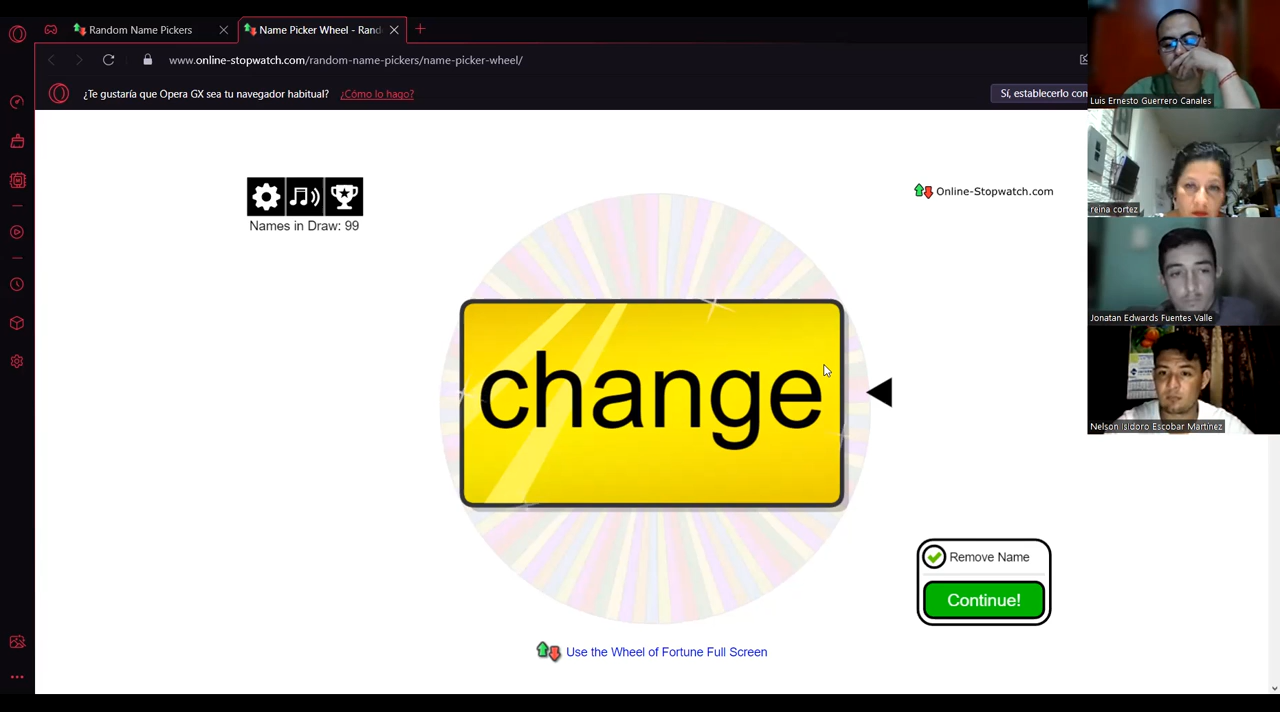 Random Name Pickers
Name Picker Wheel - Rand
www.online-stopwatch.com/random-name-pickers/name-picker-wheel/
¿Te gustaría que Opera GX sea tu navegador habitual? ¿Cómo lo hago?
Sí, establecerlo con
Names in Draw: 99
Online-Stopwatch.com
change
Remove Name
Continue!
Use the Wheel of Fortune Full Screen
Luis Ernesto Guerrero Canales
reina cortez
Jonatan Edwards Fuentes Valle
Nelson Isidoro Escobar Martinez